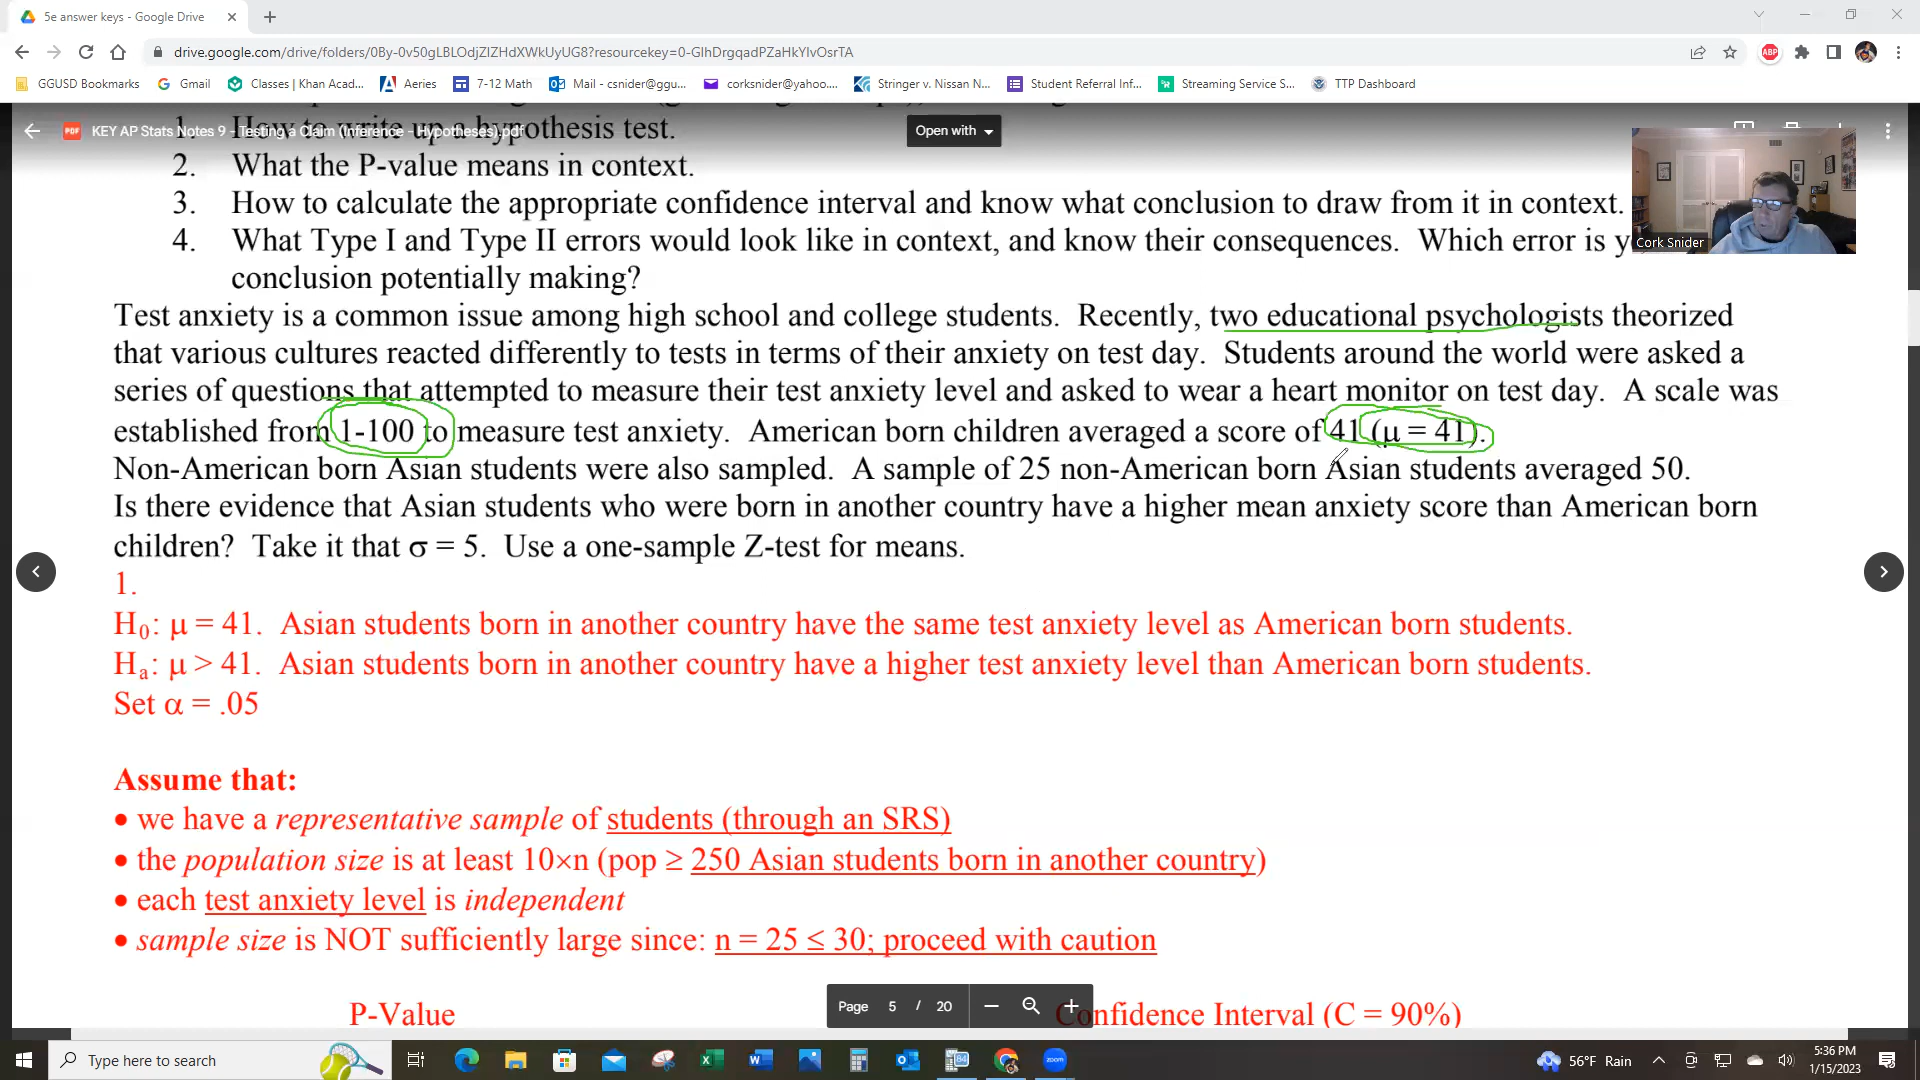 5e answer keys - Google Drive
drive.google.com/drive/folders/0By-0v50gLBLOdjZIZHdXWkUyUG8?resourcekey=0-GlhDrgqadPZaHkYlvOsrTA
GGUSD Bookmarks Gmail Classes | Khan Acad... Aeries 7-12 Math Mail - csnider@ggu... corksnider@yahoo.... Stringer v. Nissan N... Student Referral Inf... Streaming Service S... TTP Dashboard
PDF KEY AP Stats Notes 9 - Testing a Claim (Inference - Hypotheses).pdf Open with
1. How to write up a hypothesis test.
2. What the P-value means in context.
3. How to calculate the appropriate confidence interval and know what conclusion to draw from it in context.
4. What Type I and Type II errors would look like in context, and know their consequences. Which error is y
conclusion potentially making?
Cork Snider
Test anxiety is a common issue among high school and college students. Recently, two educational psychologists theorized
that various cultures reacted differently to tests in terms of their anxiety on test day. Students around the world were asked a
series of questions that attempted to measure their test anxiety level and asked to wear a heart monitor on test day. A scale was
established from 1-100 to measure test anxiety. American born children averaged a score of 41 (μ = 41).
Non-American born Asian students were also sampled. A sample of 25 non-American born Asian students averaged 50.
Is there evidence that Asian students who were born in another country have a higher mean anxiety score than American born
children? Take it that σ = 5. Use a one-sample Z-test for means.
1.
H₀: μ = 41. Asian students born in another country have the same test anxiety level as American born students.
Hₐ: μ > 41. Asian students born in another country have a higher test anxiety level than American born students.
Set α = .05
Assume that:
• we have a representative sample of students (through an SRS)
• the population size is at least 10×n (pop ≥ 250 Asian students born in another country)
• each test anxiety level is independent
• sample size is NOT sufficiently large since: n = 25 ≤ 30; proceed with caution
P-Value Confidence Interval (C = 90%)
Page 5 / 20
Type here to search
56°F Rain
5:36 PM
1/15/2023